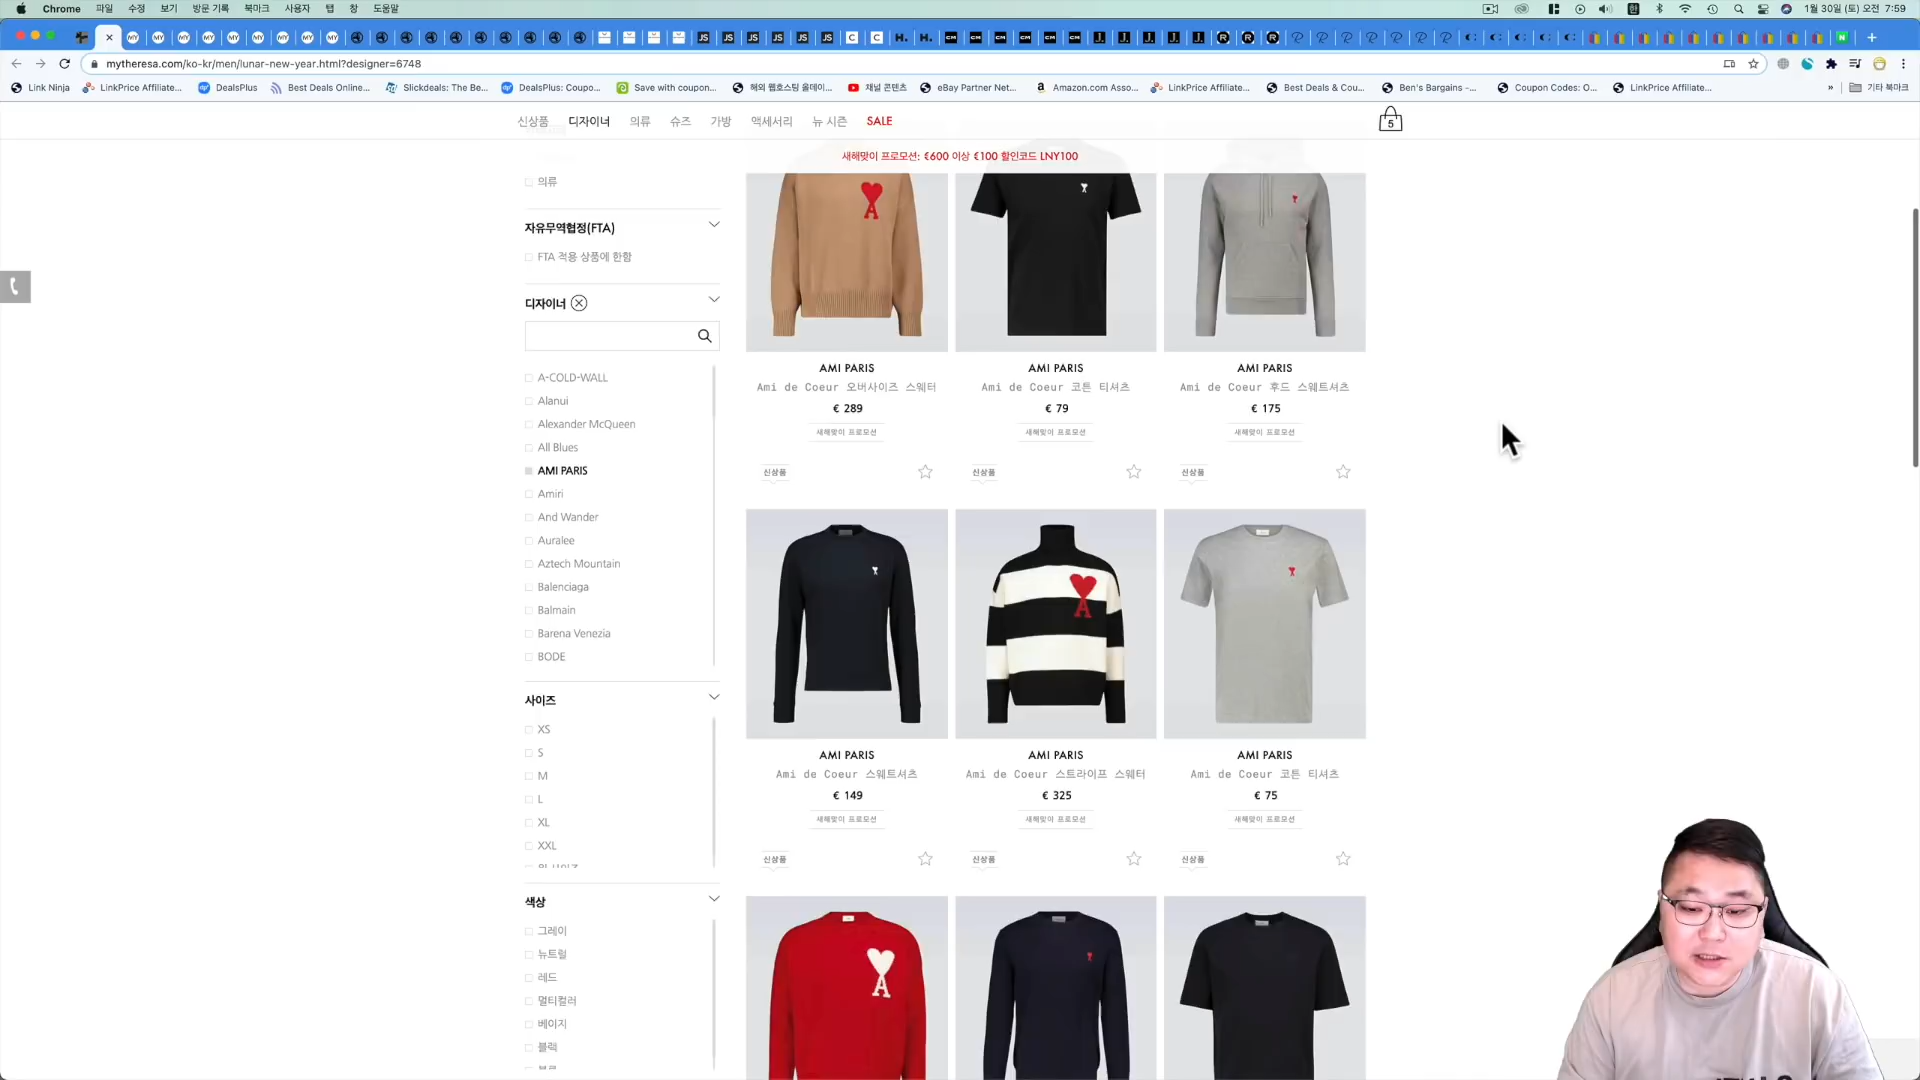 Chrome 파일 수정 보기 방문 기록 북마크 사용자 탭 창 도움말
1월 30일 (토) 오전 7:59
mytheresa.com/ko-kr/men/lunar-new-year.html?designer=6748
Link Ninja LinkPrice Affiliate... DealsPlus Best Deals Online... Slickdeals: The Be... DealsPlus: Coupo... Save with coupon... 해외 웹호스팅 올데이... 채널 콘텐츠 eBay Partner Net... Amazon.com Asso... LinkPrice Affiliate... Best Deals & Cou... Ben's Bargains -... Coupon Codes: O... LinkPrice Affiliate... » 기타 북마크
신상품 디자이너 의류 슈즈 가방 액세서리 뉴 시즌 SALE
5
새해맞이 프로모션: €600 이상 €100 할인코드 LNY100
의류
자유무역협정(FTA)
FTA 적용 상품에 한함
디자이너
A-COLD-WALL
Alanui
Alexander McQueen
All Blues
AMI PARIS
Amiri
And Wander
Auralee
Aztech Mountain
Balenciaga
Balmain
Barena Venezia
BODE
사이즈
XS
S
M
L
XL
XXL
색상
그레이
뉴트럴
레드
멀티컬러
베이지
블랙
AMI PARIS AMI PARIS AMI PARIS
Ami de Coeur 오버사이즈 스웨터 Ami de Coeur 코튼 티셔츠 Ami de Coeur 후드 스웨트셔츠
€ 289 € 79 € 175
새해맞이 프로모션 새해맞이 프로모션 새해맞이 프로모션
신상품 신상품 신상품
AMI PARIS AMI PARIS AMI PARIS
Ami de Coeur 스웨트셔츠 Ami de Coeur 스트라이프 스웨터 Ami de Coeur 코튼 티셔츠
€ 149 € 325 € 75
새해맞이 프로모션 새해맞이 프로모션 새해맞이 프로모션
신상품 신상품 신상품